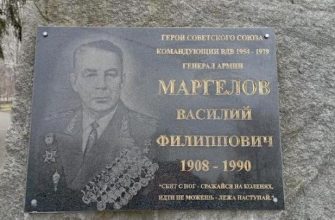 ГЕРОЙ СОВЕТСКОГО СОЮЗА
КОМАНДУЮЩИЙ ВДВ 1954 - 1979
ГЕНЕРАЛ АРМИИ
МАРГЕЛОВ
ВАСИЛИЙ
ФИЛИППОВИЧ
1908 - 1990
"СБИТ С НОГ - СРАЖАЙСЯ НА КОЛЕНЯХ,
ИДТИ НЕ МОЖЕШЬ - ЛЕЖА НАСТУПАЙ."